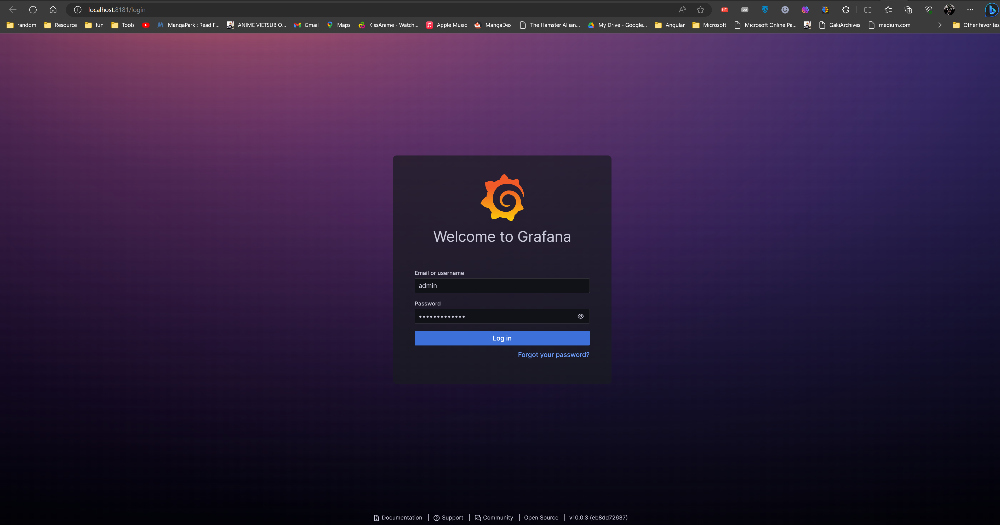 localhost:8181/login
HD
random Resource fun Tools MangaPark : Read F... ANIME VIETSUB O... Gmail Maps KissAnime - Watch... Apple Music MangaDex The Hamster Allian... My Drive - Google... Angular Microsoft Microsoft Online Pa... GakiArchives medium.com Other favorites
Welcome to Grafana
Email or username
admin
Password
•••••••••••••
Log in
Forgot your password?
Documentation | Support | Community | Open Source | v10.0.3 (eb8dd72637)